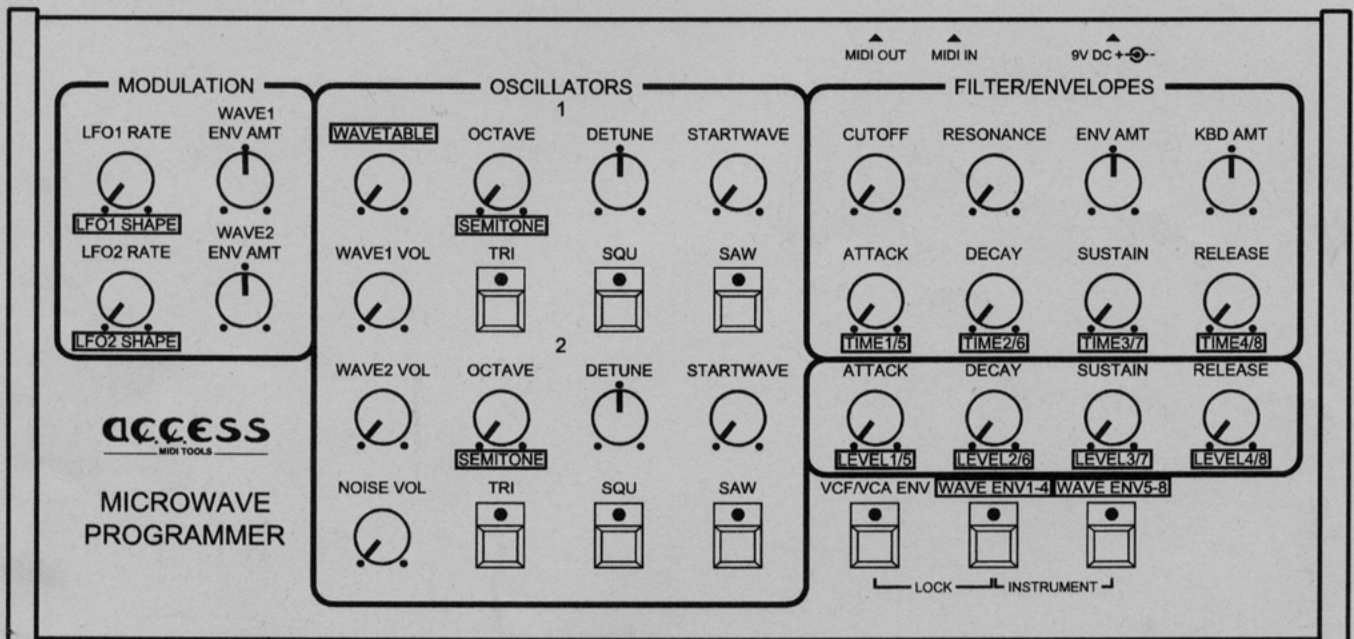 MIDI OUT MIDI IN 9V DC +
MODULATION
WAVE1
LFO1 RATE ENV AMT
LFO1 SHAPE
WAVE2
LFO2 RATE ENV AMT
LFO2 SHAPE
access
MIDI TOOLS
MICROWAVE
PROGRAMMER
OSCILLATORS
1
WAVETABLE OCTAVE DETUNE STARTWAVE
SEMITONE
WAVE1 VOL TRI SQU SAW
2
WAVE2 VOL OCTAVE DETUNE STARTWAVE
SEMITONE
NOISE VOL TRI SQU SAW
FILTER/ENVELOPES
CUTOFF RESONANCE ENV AMT KBD AMT
ATTACK DECAY SUSTAIN RELEASE
TIME1/5 TIME2/6 TIME3/7 TIME4/8
ATTACK DECAY SUSTAIN RELEASE
LEVEL1/5 LEVEL2/6 LEVEL3/7 LEVEL4/8
VCF/VCA ENV WAVE ENV1-4 WAVE ENV5-8
LOCK INSTRUMENT